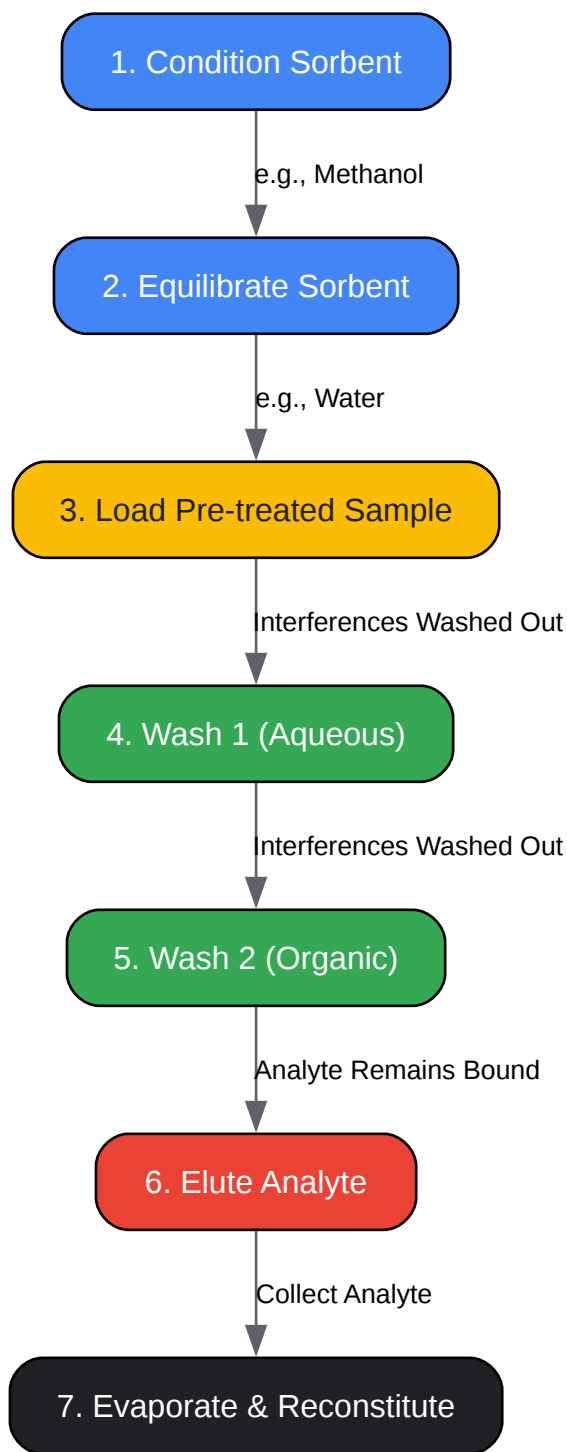 1. Condition Sorbent
e.g., Methanol
2. Equilibrate Sorbent
e.g., Water
3. Load Pre-treated Sample
Interferences Washed Out
4. Wash 1 (Aqueous)
Interferences Washed Out
5. Wash 2 (Organic)
Analyte Remains Bound
6. Elute Analyte
Collect Analyte
7. Evaporate & Reconstitute